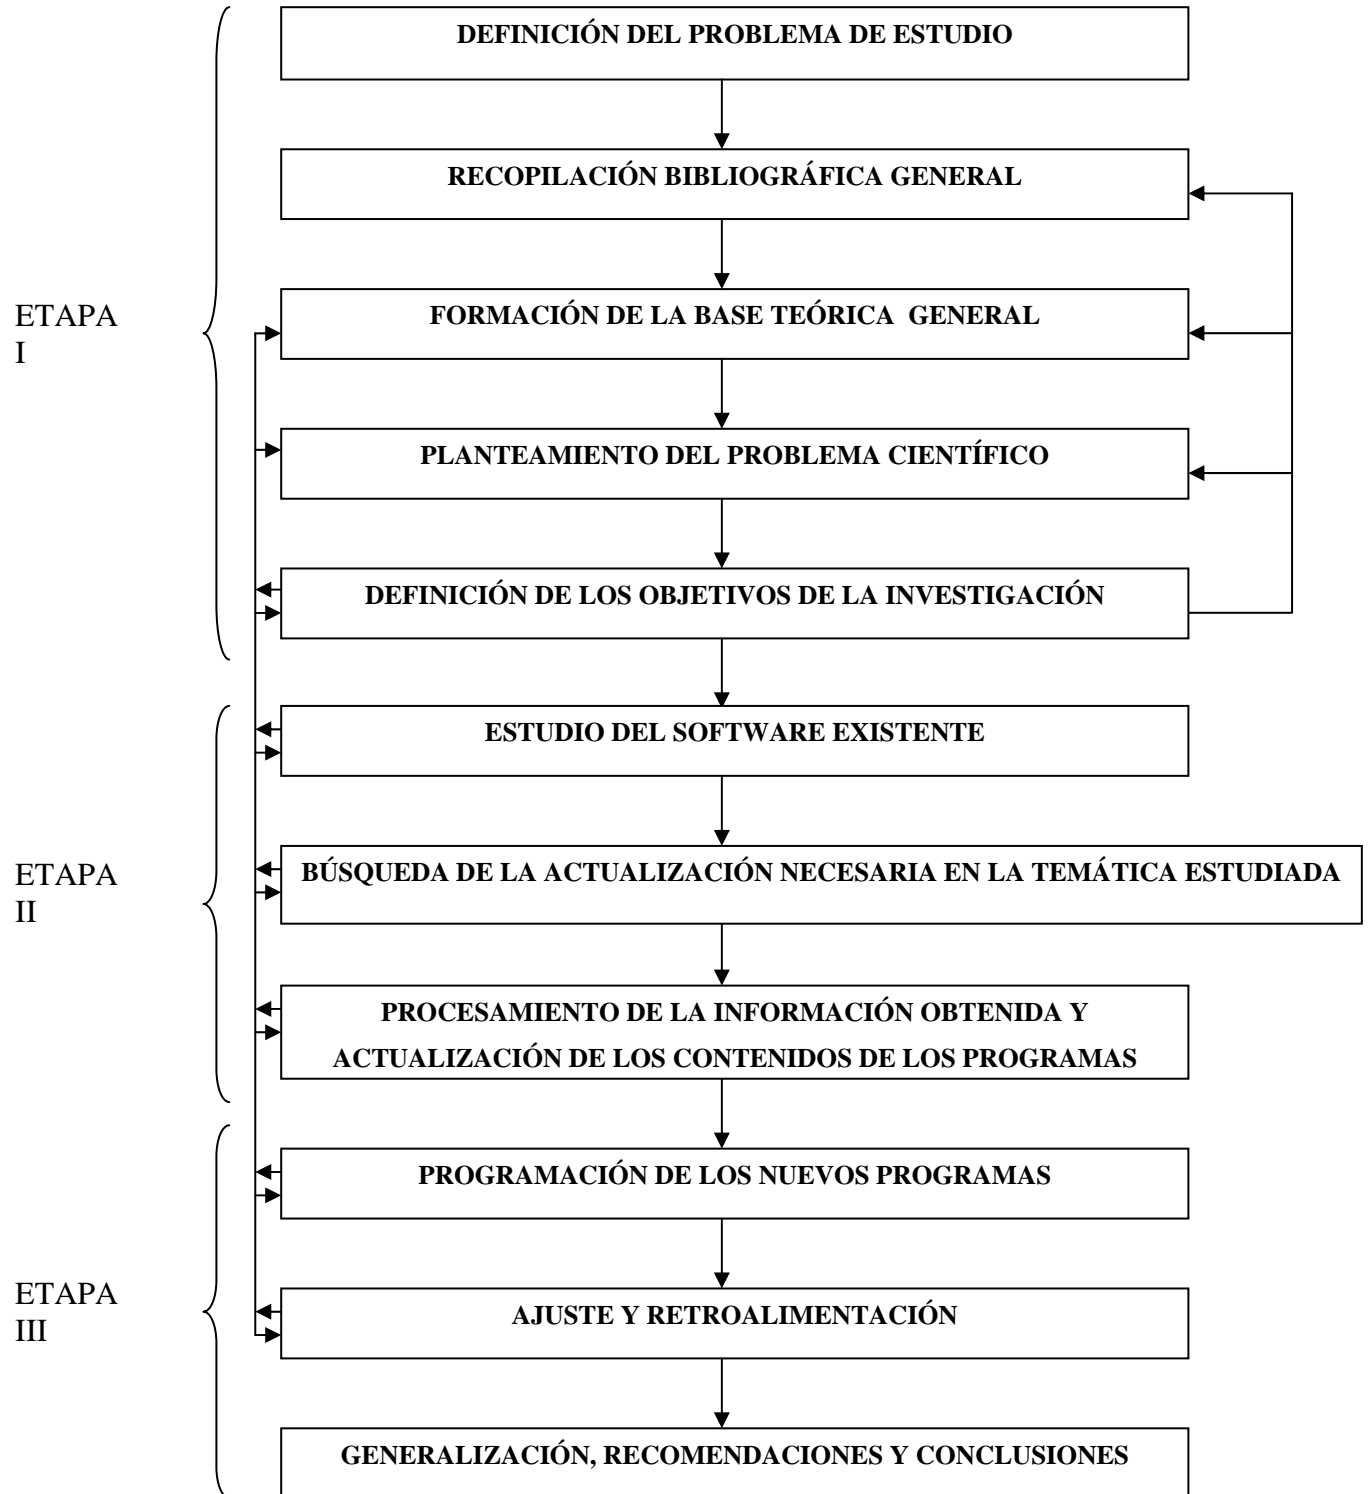 DEFINICIÓN DEL PROBLEMA DE ESTUDIO
RECOPILACIÓN BIBLIOGRÁFICA GENERAL
ETAPA
I
FORMACIÓN DE LA BASE TEÓRICA  GENERAL
PLANTEAMIENTO DEL PROBLEMA CIENTÍFICO
DEFINICIÓN DE LOS OBJETIVOS DE LA INVESTIGACIÓN
ESTUDIO DEL SOFTWARE EXISTENTE
ETAPA
II
BÚSQUEDA DE LA ACTUALIZACIÓN NECESARIA EN LA TEMÁTICA ESTUDIADA
PROCESAMIENTO DE LA INFORMACIÓN OBTENIDA Y
ACTUALIZACIÓN DE LOS CONTENIDOS DE LOS PROGRAMAS
PROGRAMACIÓN DE LOS NUEVOS PROGRAMAS
ETAPA
III
AJUSTE Y RETROALIMENTACIÓN
GENERALIZACIÓN, RECOMENDACIONES Y CONCLUSIONES